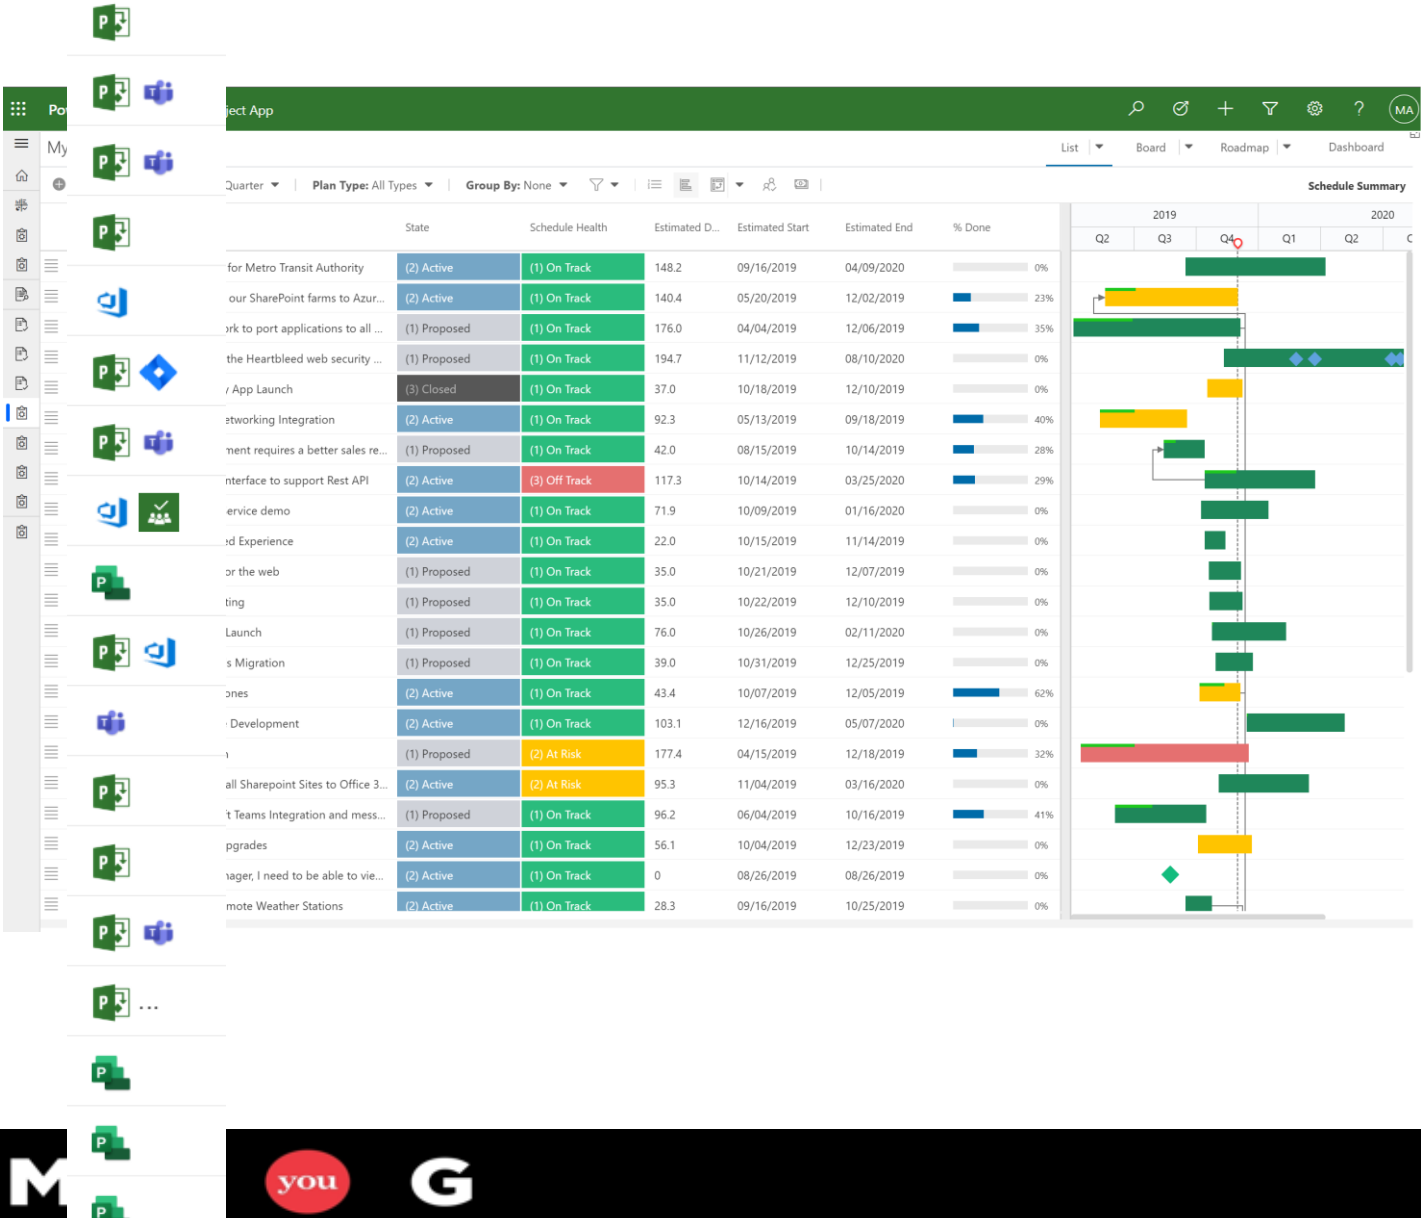 Po
ject App
MA
My
List
Board
Roadmap
Dashboard
Quarter
Plan Type: All Types
Group By: None
Schedule Summary
State Schedule Health Estimated D... Estimated Start Estimated End % Done
2019 2020
Q2 Q3 Q4 Q1 Q2
for Metro Transit Authority (2) Active (1) On Track 148.2 09/16/2019 04/09/2020 0%
our SharePoint farms to Azur... (2) Active (1) On Track 140.4 05/20/2019 12/02/2019 23%
rk to port applications to all ... (1) Proposed (1) On Track 176.0 04/04/2019 12/06/2019 35%
the Heartbleed web security ... (1) Proposed (1) On Track 194.7 11/12/2019 08/10/2020 0%
y App Launch (3) Closed (1) On Track 37.0 10/18/2019 12/10/2019 0%
etworking Integration (2) Active (1) On Track 92.3 05/13/2019 09/18/2019 40%
ment requires a better sales re... (1) Proposed (1) On Track 42.0 08/15/2019 10/14/2019 28%
nterface to support Rest API (2) Active (3) Off Track 117.3 10/14/2019 03/25/2020 29%
ervice demo (2) Active (1) On Track 71.9 10/09/2019 01/16/2020 0%
ed Experience (2) Active (1) On Track 22.0 10/15/2019 11/14/2019 0%
or the web (1) Proposed (1) On Track 35.0 10/21/2019 12/07/2019 0%
ting (1) Proposed (1) On Track 35.0 10/22/2019 12/10/2019 0%
Launch (1) Proposed (1) On Track 76.0 10/26/2019 02/11/2020 0%
s Migration (1) Proposed (1) On Track 39.0 10/31/2019 12/25/2019 0%
ones (2) Active (1) On Track 43.4 10/07/2019 12/05/2019 62%
Development (2) Active (1) On Track 103.1 12/16/2019 05/07/2020 0%
(1) Proposed (2) At Risk 177.4 04/15/2019 12/18/2019 32%
all Sharepoint Sites to Office 3... (2) Active (2) At Risk 95.3 11/04/2019 03/16/2020 0%
t Teams Integration and mess... (1) Proposed (1) On Track 96.2 06/04/2019 10/16/2019 41%
pgrades (2) Active (1) On Track 56.1 10/04/2019 12/23/2019 0%
nager, I need to be able to vie... (2) Active (1) On Track 0 08/26/2019 08/26/2019 0%
mote Weather Stations (2) Active (1) On Track 28.3 09/16/2019 10/25/2019 0%
...
M you G